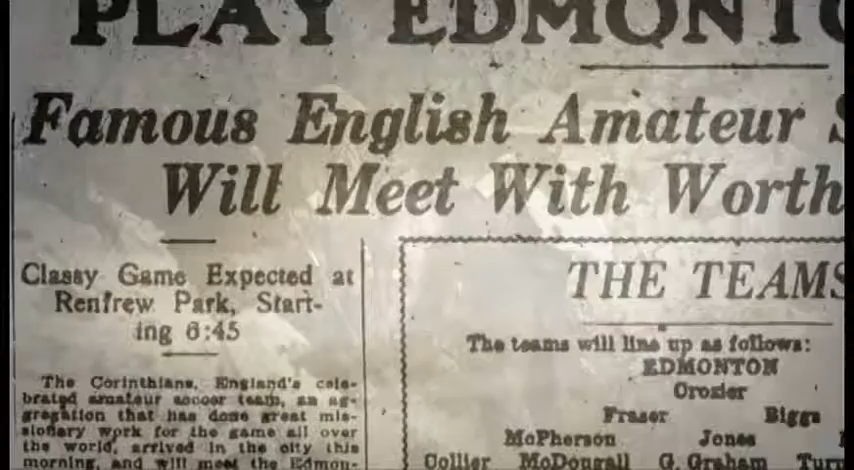 PLAY EDMONTO
Famous English Amateur S
Will Meet With Worth
Classy Game Expected at
Renfrew Park, Start-
ing 6:45
The Corinthians, England's cele-
brated amateur soccer team, an ag-
gregation that has done great mis-
sionary work for the game all over
the world, arrived in the city this
morning, and will meet the Edmon-
THE TEAMS
The teams will line up as follows:
EDMONTON
Crozier
Fraser Biggs
McPherson Jones
Collier McDougall G. Graham Turn